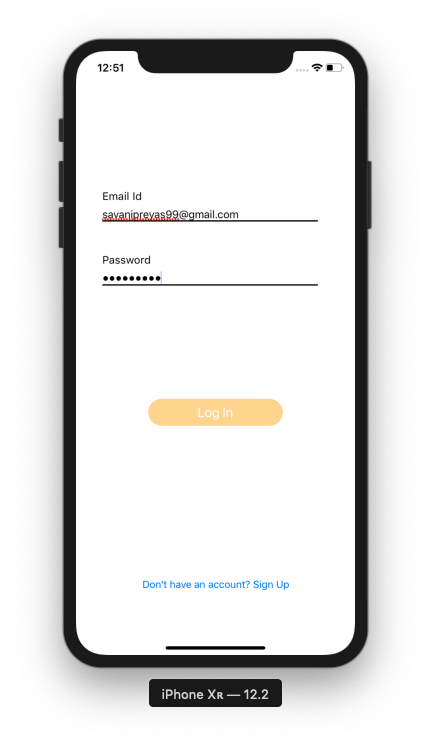 12:51
Email Id
savanipreyas99@gmail.com
Password
•••••••••
Log In
Don't have an account? Sign Up
iPhone Xʀ — 12.2